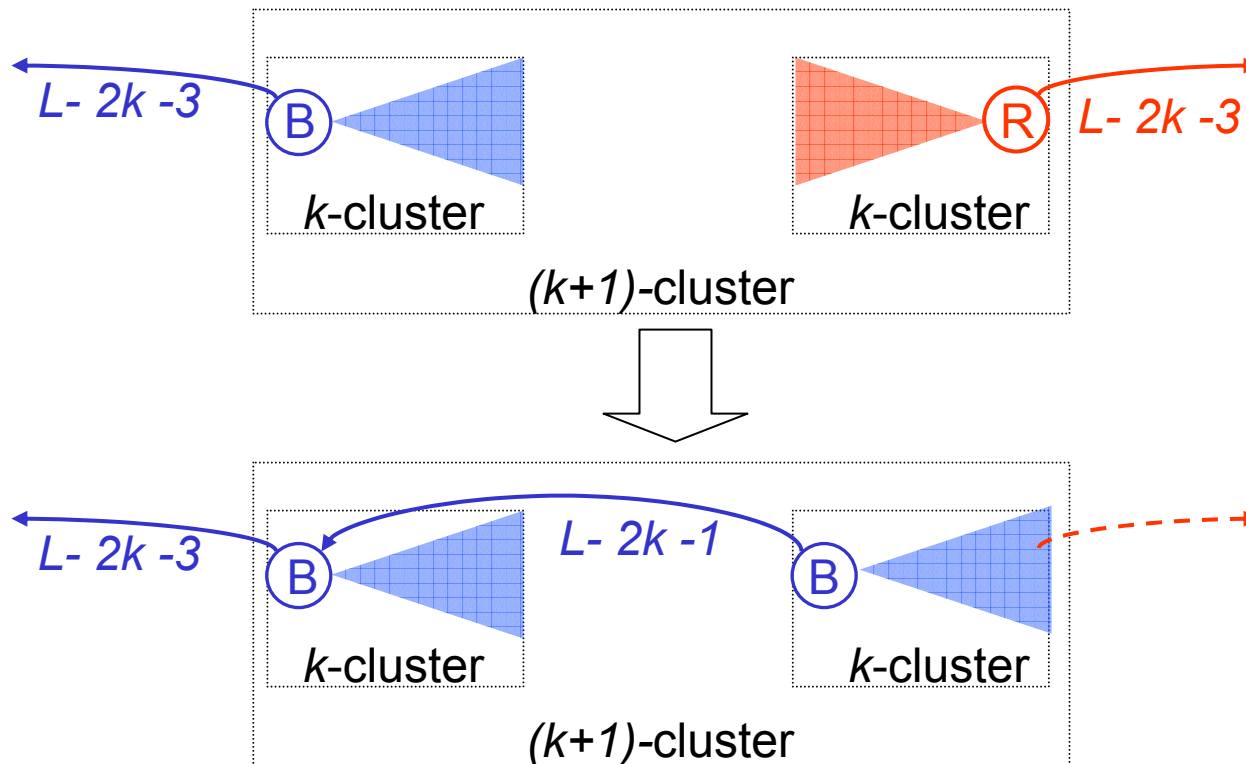 L- 2k -3
B
R
L- 2k -3
k-cluster
k-cluster
(k+1)-cluster
L- 2k -3
B
L- 2k -1
B
k-cluster
k-cluster
(k+1)-cluster